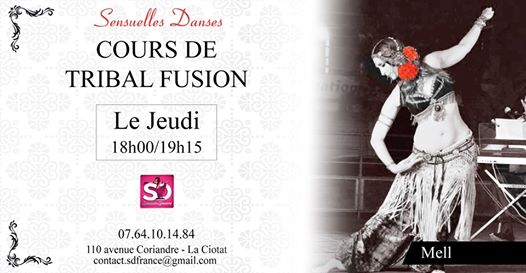 Sensuelles Danses
COURS DE
TRIBAL FUSION
Le Jeudi
18h00/19h15
SD
07.64.10.14.84
110 avenue Coriandre - La Ciotat
contact.sdfrance@gmail.com
Mell